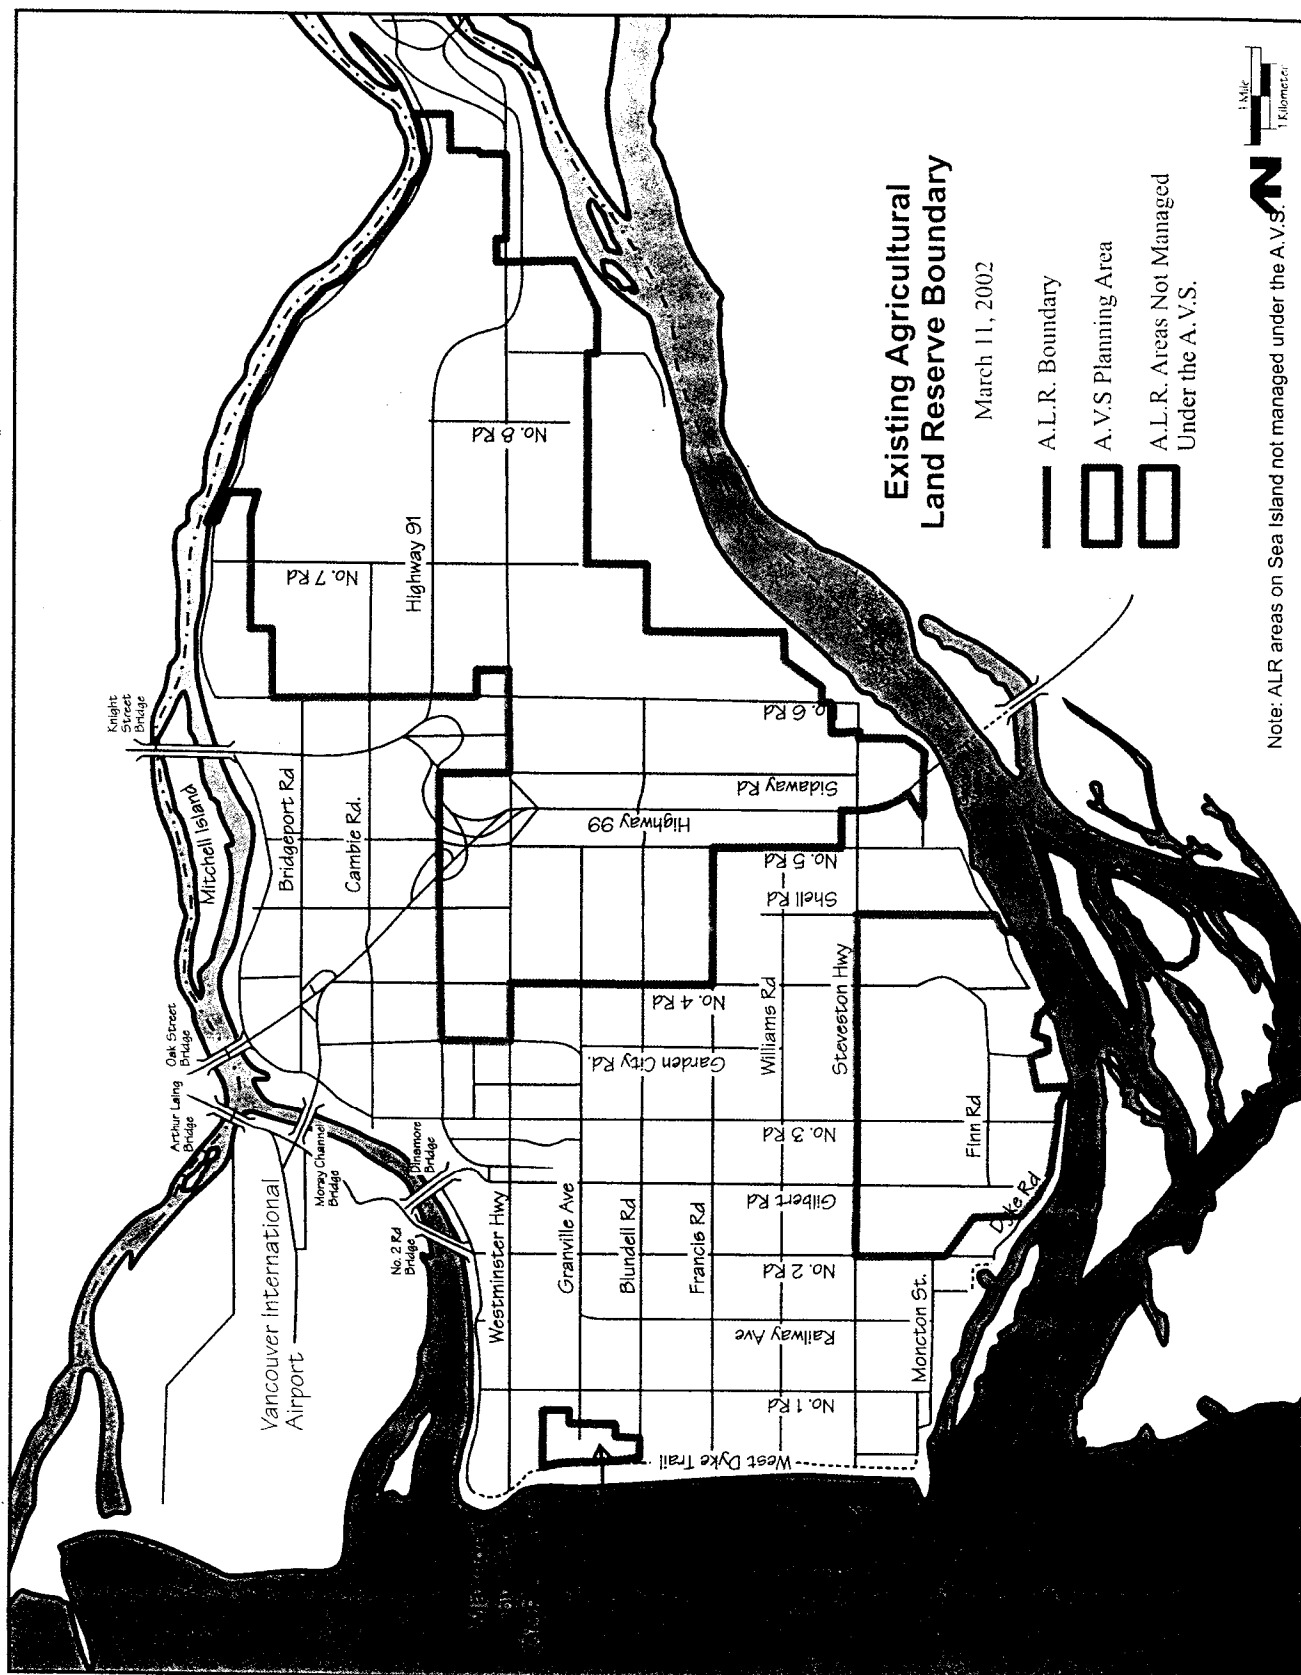 Existing Agricultural
Land Reserve Boundary
March 11, 2002
A.L.R. Boundary
A.V.S Planning Area
A.L.R. Areas Not Managed
Under the A.V.S.
1 Mile
1 Kilometer
N
Note: ALR areas on Sea Island not managed under the A.V.S.
Knight
Street
Bridge
Mitchell Island
Oak Street
Bridge
Arthur Laing
Bridge
Moray Channel
Bridge
Dinsmore
Bridge
No. 2 Rd
Bridge
Vancouver International
Airport
Bridgeport Rd
Cambie Rd.
Highway 91
Westminster Hwy
Granville Ave
Blundell Rd
Francis Rd
Williams Rd
Steveston Hwy
Moncton St.
Finn Rd
Dyke Rd
No. 8 Rd
No. 7 Rd
No. 6 Rd
Sidaway Rd
Highway 99
No. 5 Rd
Shell Rd
No. 4 Rd
Garden City Rd.
No. 3 Rd
Gilbert Rd
No. 2 Rd
Railway Ave
No. 1 Rd
West Dyke Trail